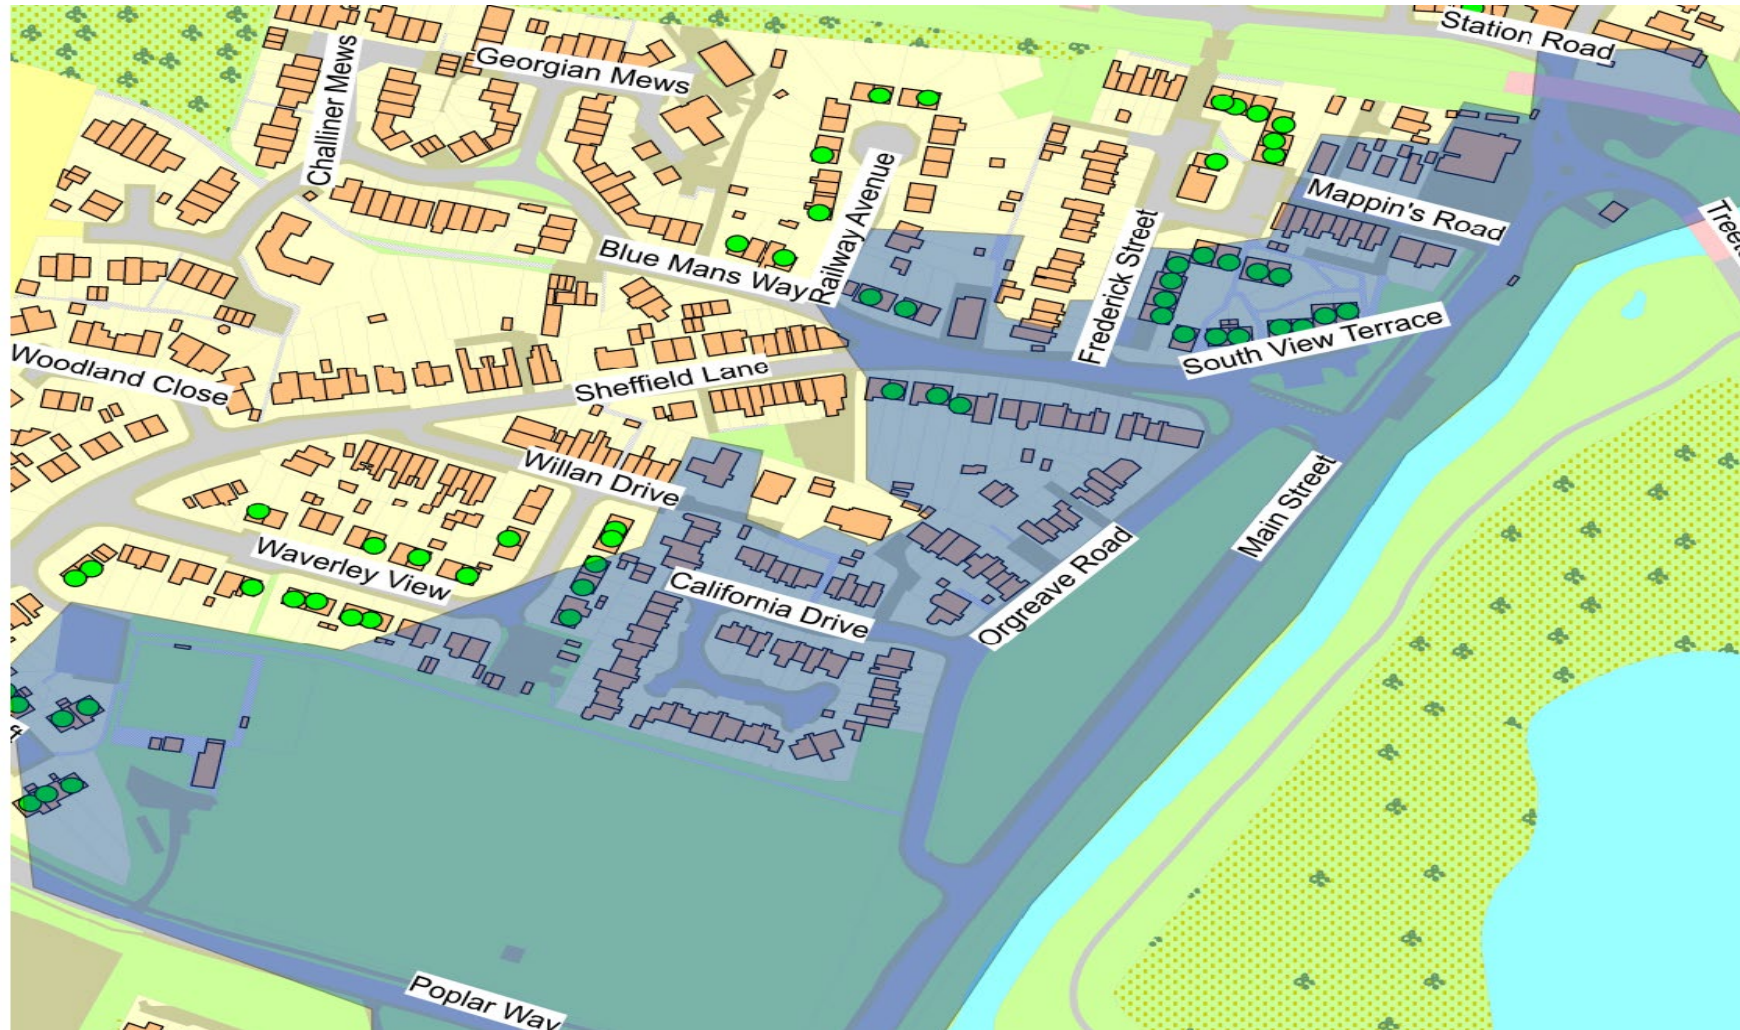 Station Road
Georgian Mews
Challiner Mews
Mappin's Road
Railway Avenue
Frederick Street
Blue Mans Way
South View Terrace
Woodland Close
Sheffield Lane
Willan Drive
Main Street
Waverley View
California Drive
Orgreave Road
Poplar Way